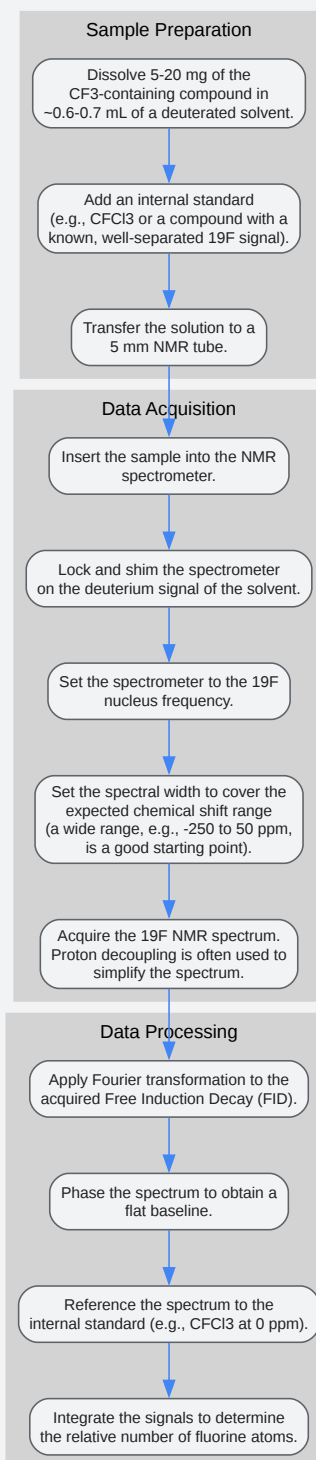 Sample Preparation
Dissolve 5-20 mg of the
CF3-containing compound in
~0.6-0.7 mL of a deuterated solvent.
Add an internal standard
(e.g., CFCl3 or a compound with a
known, well-separated 19F signal).
Transfer the solution to a
5 mm NMR tube.
Data Acquisition
Insert the sample into the NMR
spectrometer.
Lock and shim the spectrometer
on the deuterium signal of the solvent.
Set the spectrometer to the 19F
nucleus frequency.
Set the spectral width to cover the
expected chemical shift range
(a wide range, e.g., -250 to 50 ppm,
is a good starting point).
Acquire the 19F NMR spectrum.
Proton decoupling is often used to
simplify the spectrum.
Data Processing
Apply Fourier transformation to the
acquired Free Induction Decay (FID).
Phase the spectrum to obtain a
flat baseline.
Reference the spectrum to the
internal standard (e.g., CFCl3 at 0 ppm).
Integrate the signals to determine
the relative number of fluorine atoms.